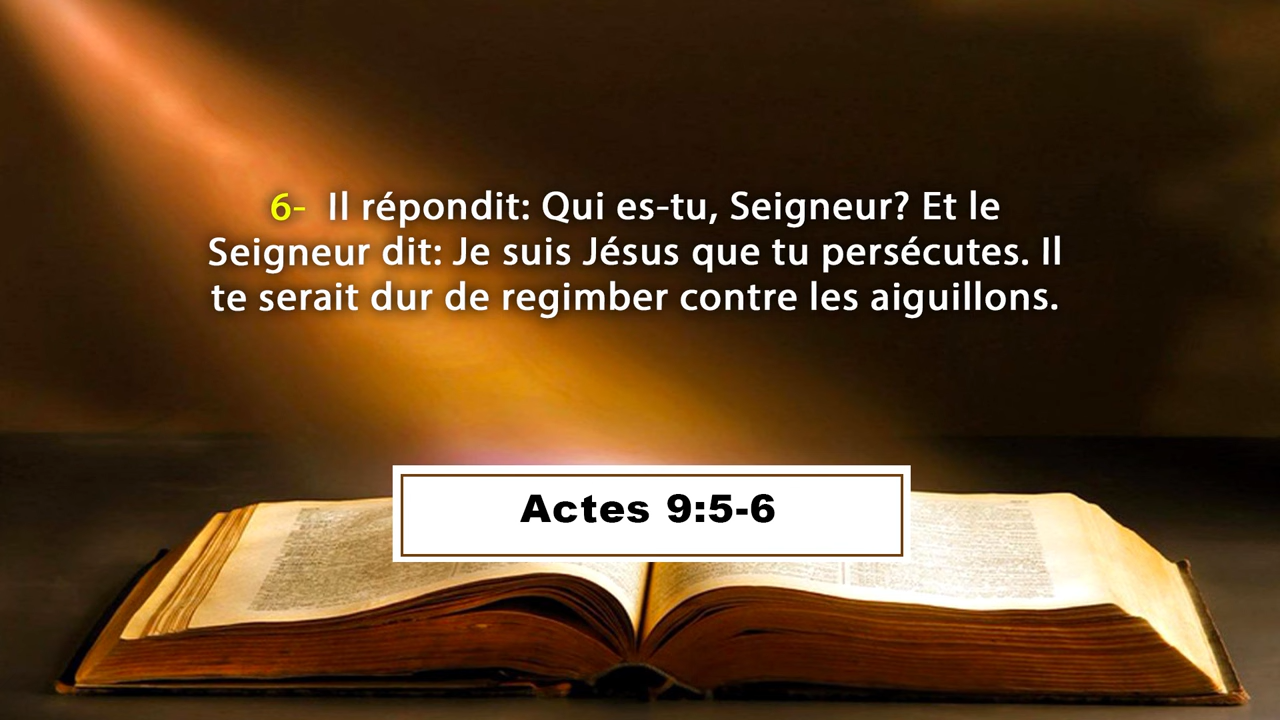 6- Il répondit: Qui es-tu, Seigneur? Et le
Seigneur dit: Je suis Jésus que tu persécutes. Il
te serait dur de regimber contre les aiguillons.
Actes 9:5-6